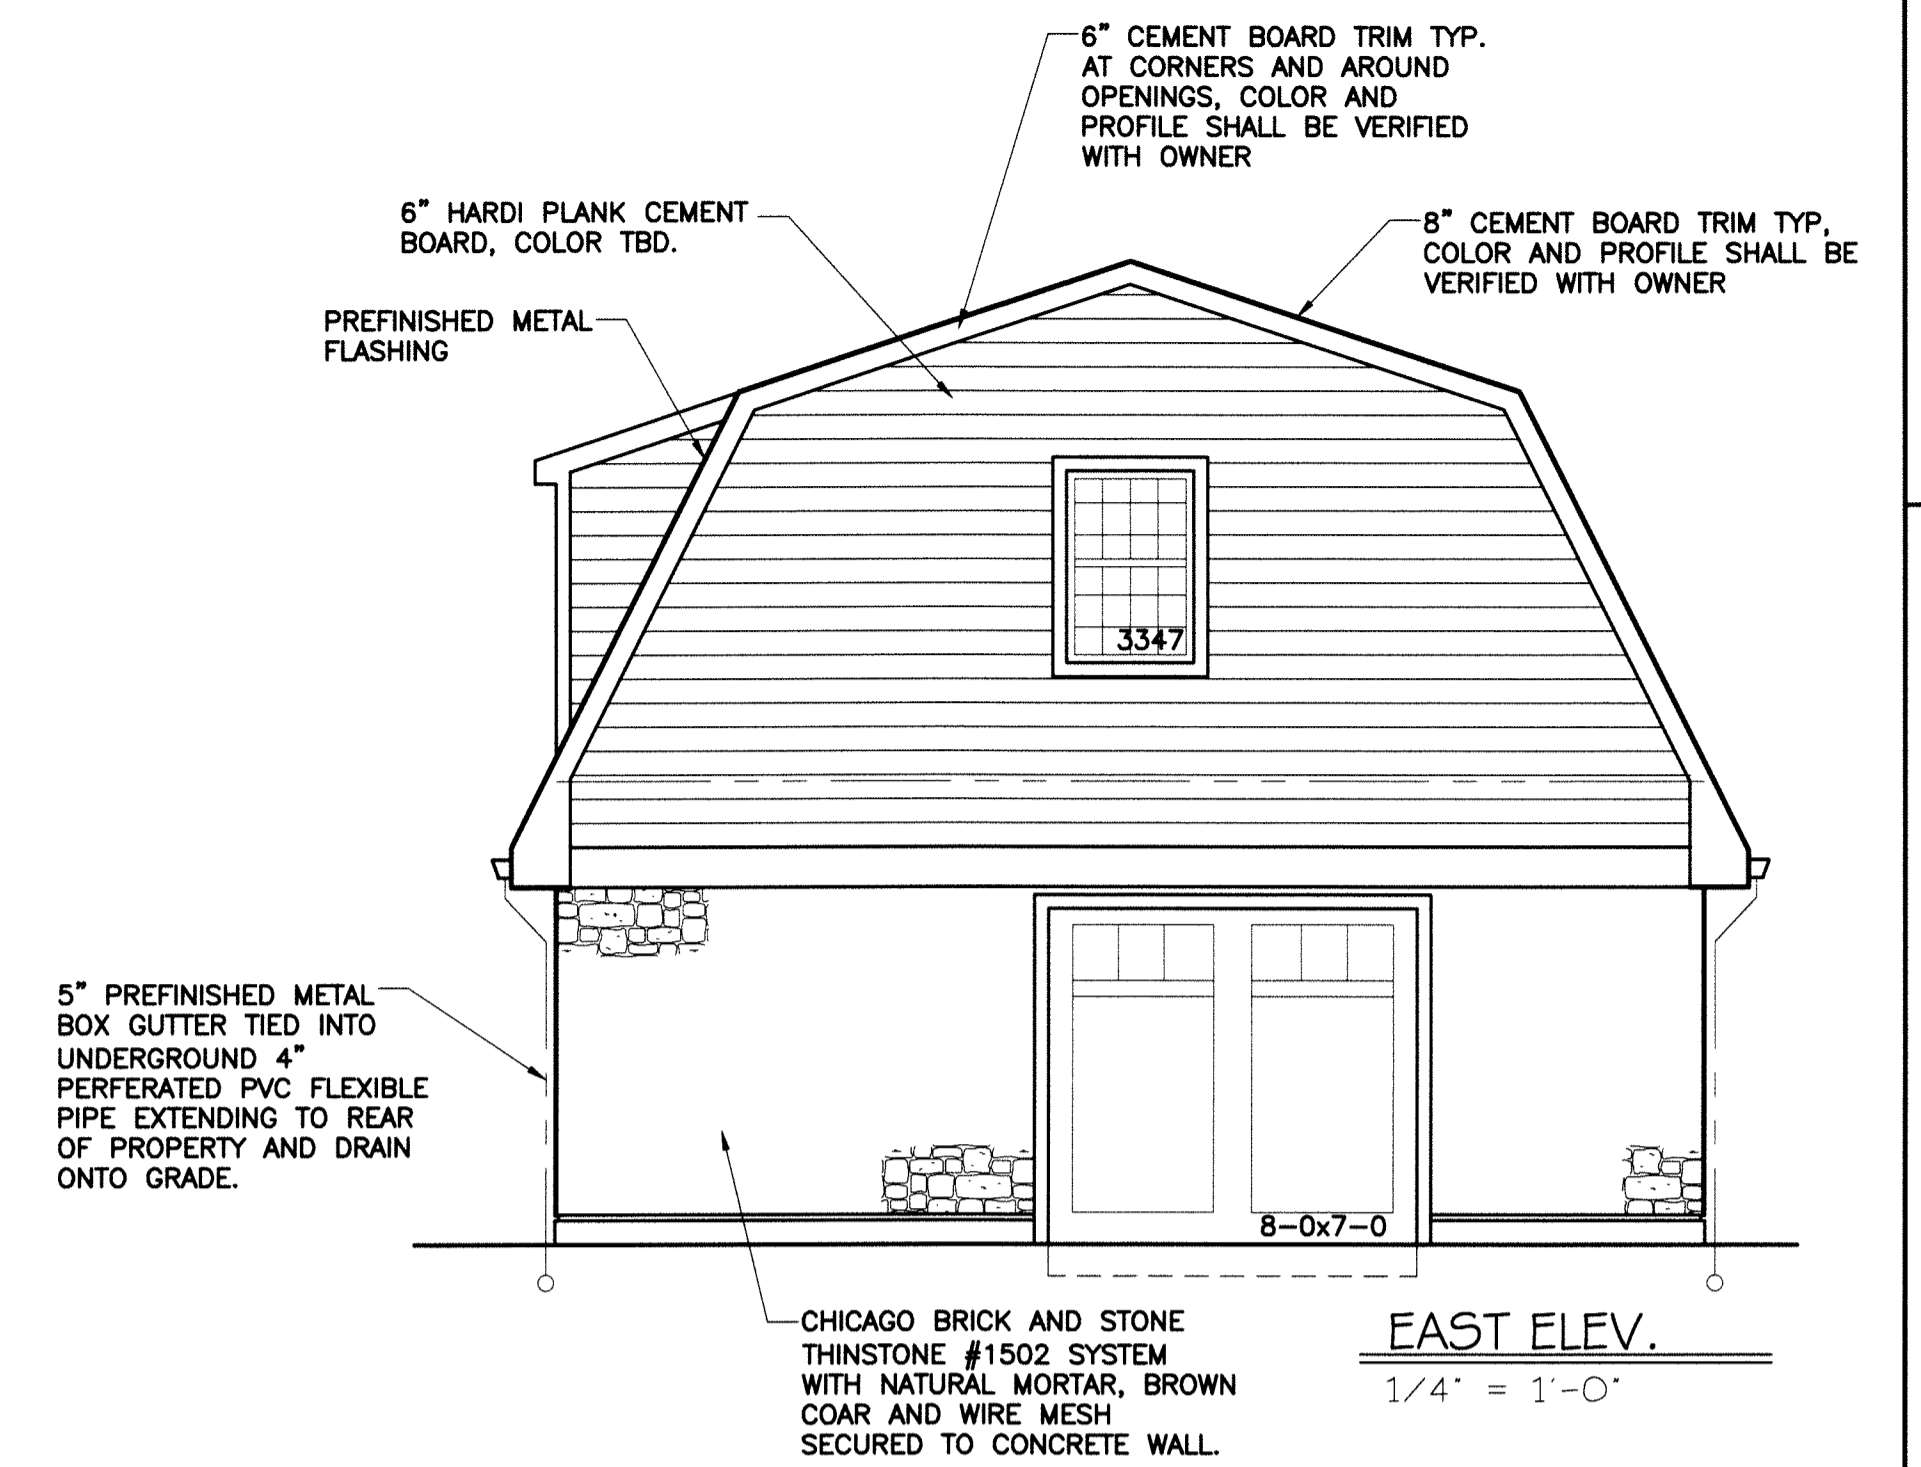 6" CEMENT BOARD TRIM TYP.
AT CORNERS AND AROUND
OPENINGS, COLOR AND
PROFILE SHALL BE VERIFIED
WITH OWNER
6" HARDI PLANK CEMENT
BOARD, COLOR TBD.
8" CEMENT BOARD TRIM TYP,
COLOR AND PROFILE SHALL BE
VERIFIED WITH OWNER
PREFINISHED METAL
FLASHING
3347
5" PREFINISHED METAL
BOX GUTTER TIED INTO
UNDERGROUND 4"
PERFERATED PVC FLEXIBLE
PIPE EXTENDING TO REAR
OF PROPERTY AND DRAIN
ONTO GRADE.
8-0x7-0
CHICAGO BRICK AND STONE
THINSTONE #1502 SYSTEM
WITH NATURAL MORTAR, BROWN
COAR AND WIRE MESH
SECURED TO CONCRETE WALL.
EAST ELEV.
1/4" = 1'-0"